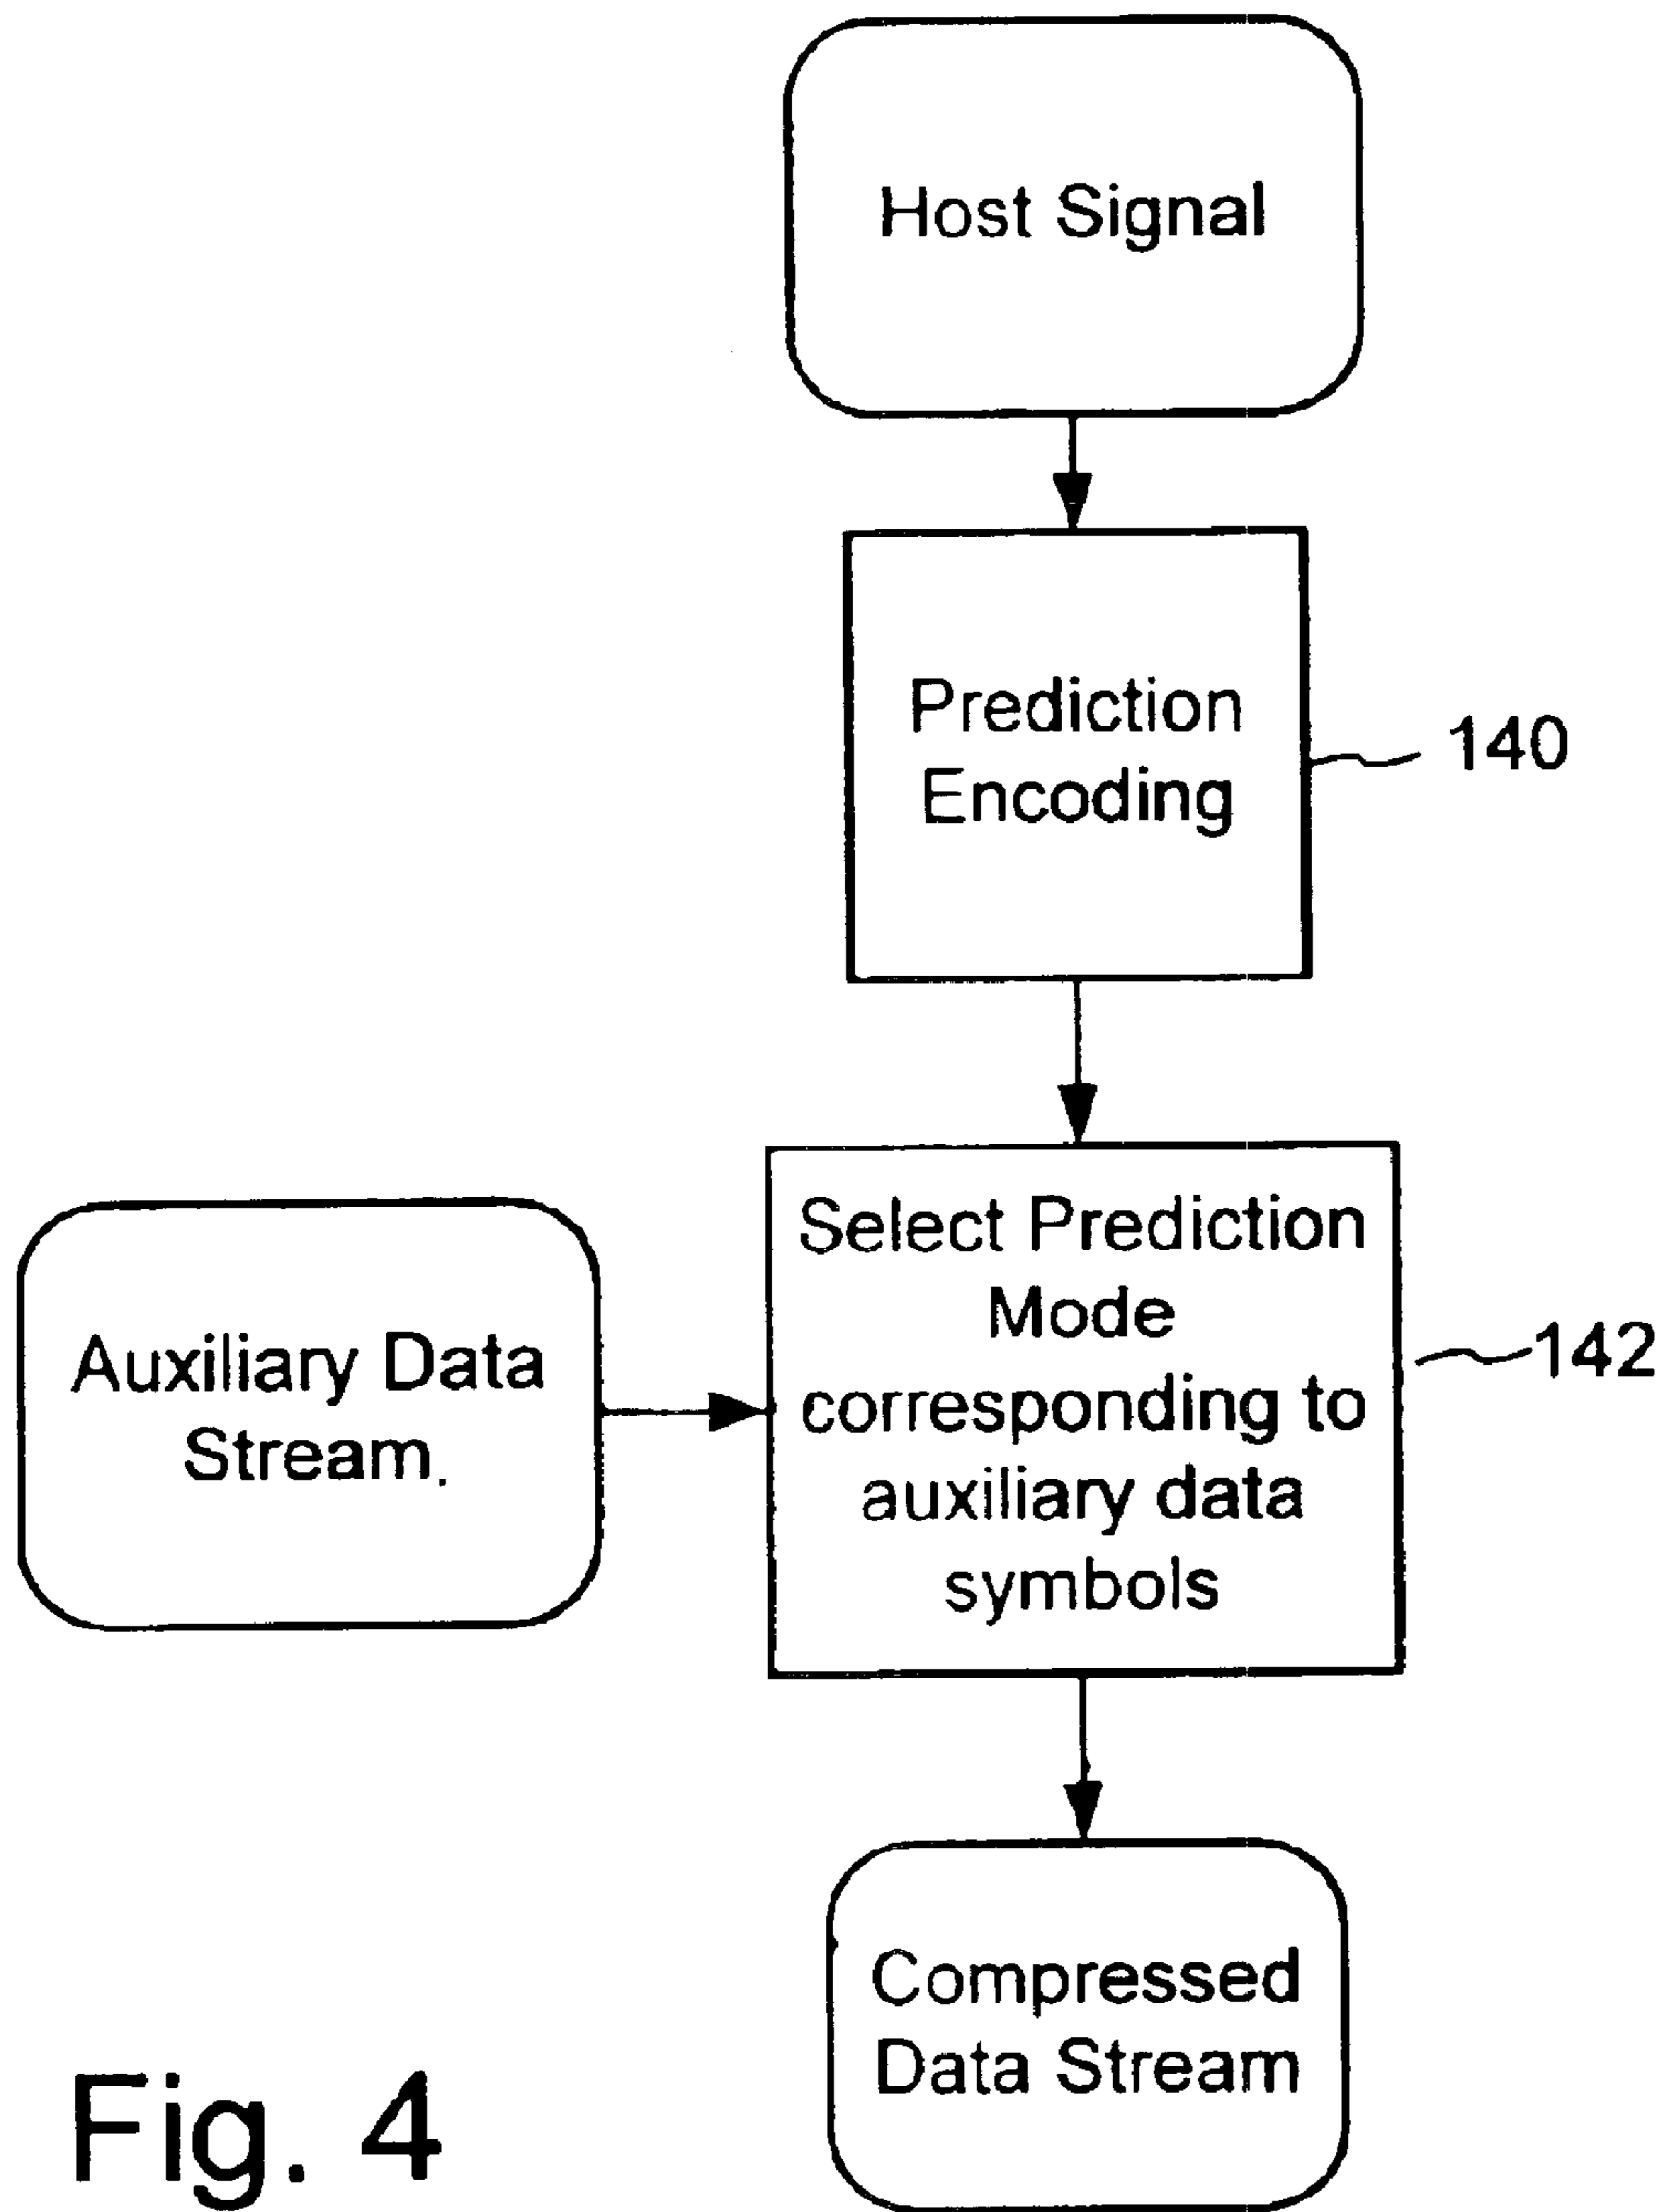 Host Signal
Prediction
Encoding
140
Select Prediction
Mode
corresponding to
auxiliary data
symbols
142
Auxiliary Data
Stream.
Compressed
Data Stream
Fig. 4